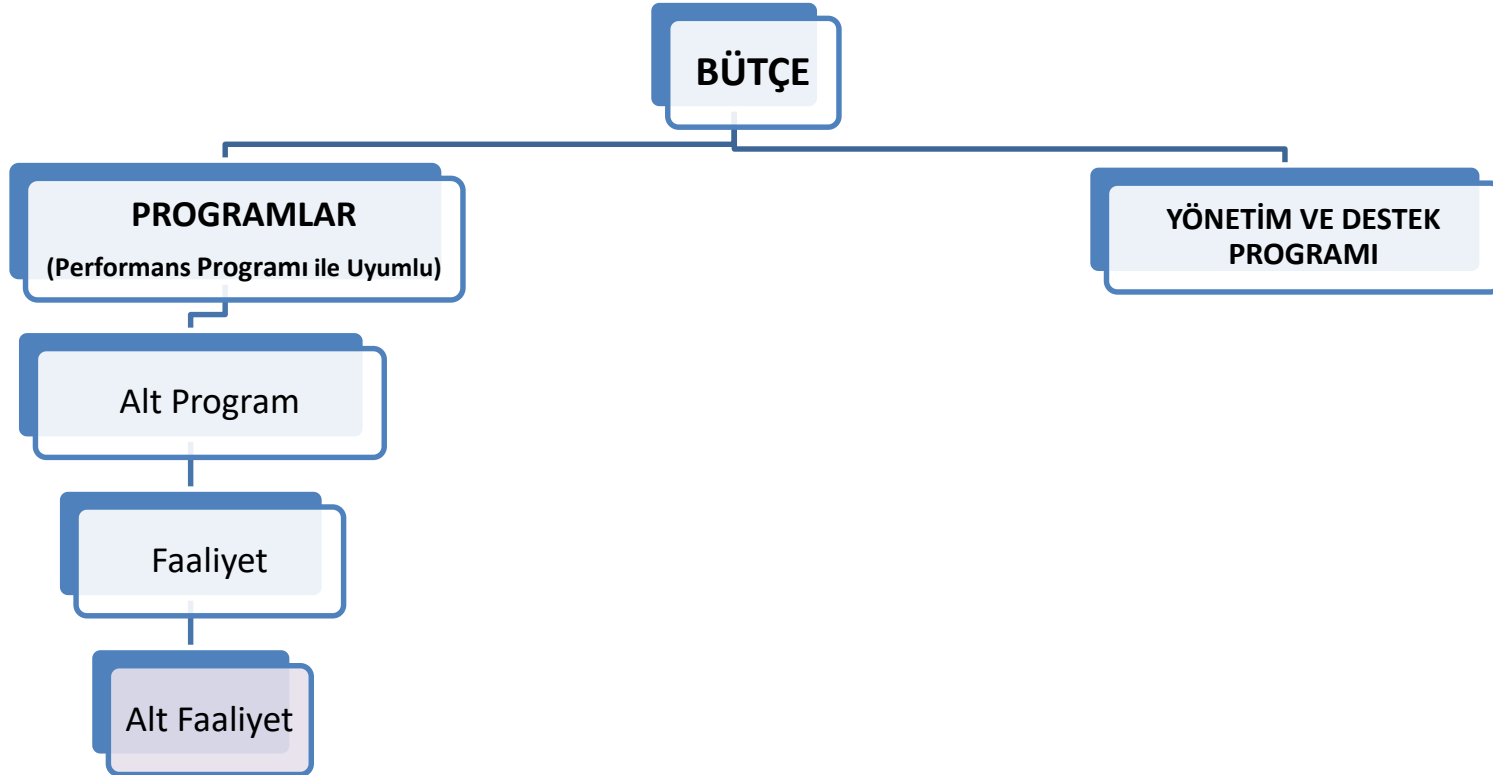 BÜTÇE
PROGRAMLAR
(Performans Programı ile Uyumlu)
YÖNETİM VE DESTEK
PROGRAMI
Alt Program
Faaliyet
Alt Faaliyet